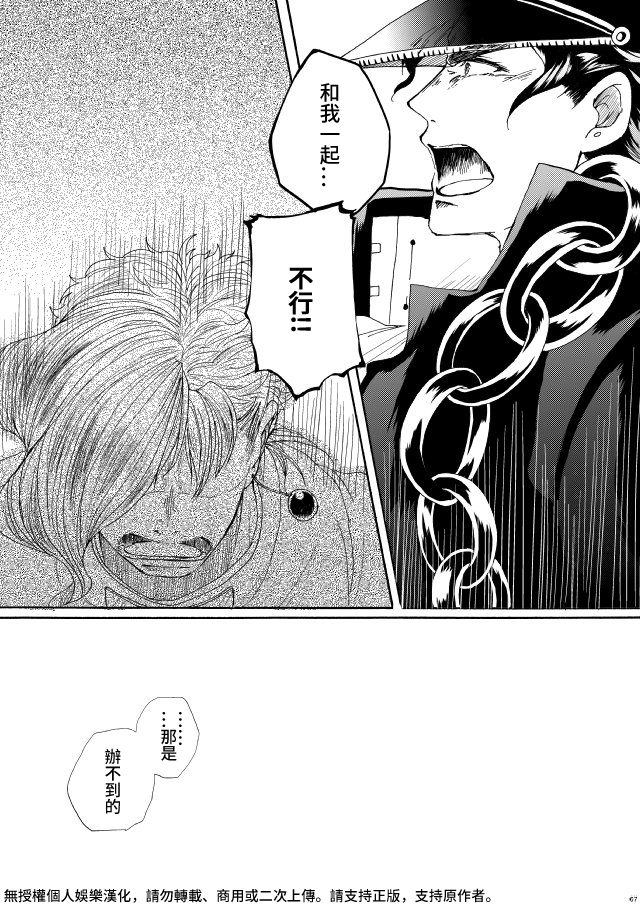 和我一起…
不行!!
……
…那是
辦不到的
無授權個人娛樂漢化，請勿轉載、商用或二次上傳。請支持正版，支持原作者。
67